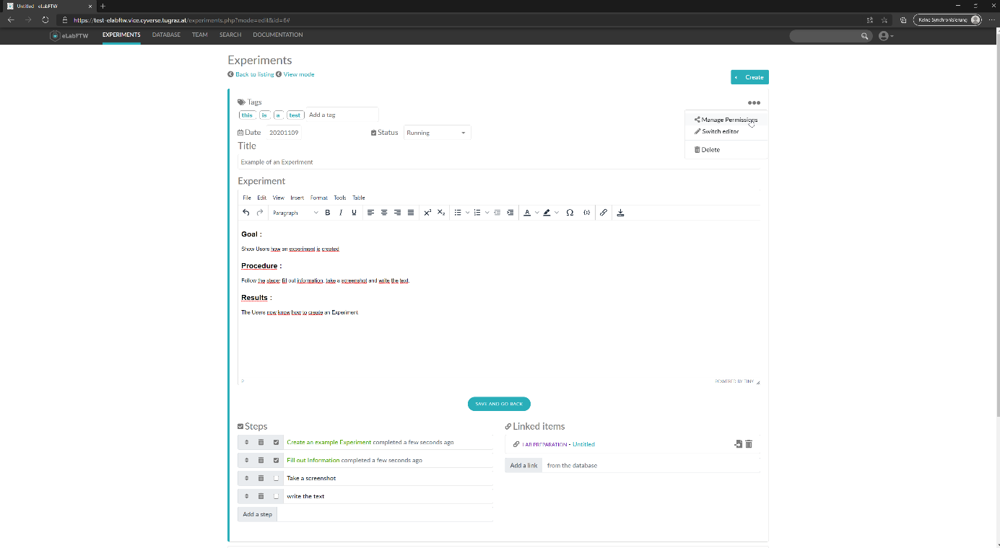 Untitled - eLabFTW
https://test-elabftw.vice.cyverse.tugraz.at/experiments.php?mode=edit&id=6#
Keine Synchronisierung
eLabFTW EXPERIMENTS DATABASE TEAM SEARCH DOCUMENTATION
Experiments
Back to listing View mode
Create
Tags
this is a test Add a tag
Manage Permissions
Date 20201109 Status Running
Switch editor
Title
Delete
Example of an Experiment
Experiment
File Edit View Insert Format Tools Table
Paragraph B I U X² X₂ A Ω
Goal :
Show Users how an experiment is created
Procedure :
Follow the steps: fill out information, take a screenshot and write the text.
Results :
The Users now know how to create an Experiment
POWERED BY TINY
SAVE AND GO BACK
Steps
Create an example Experiment completed a few seconds ago
Fill out Information completed a few seconds ago
Take a screenshot
write the text
Add a step
Linked items
LAB PREPARATION - Untitled
Add a link from the database